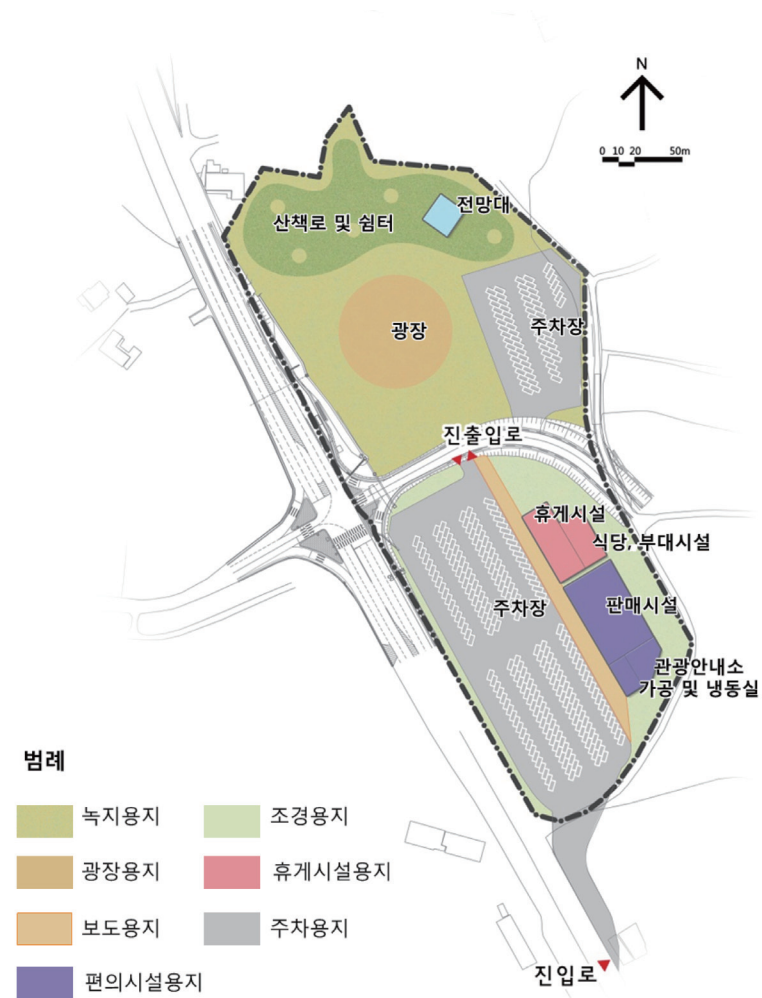 N
0 10 20 50m
전망대
산책로 및 쉼터
광장
주차장
진출입로
휴게시설
식당, 부대시설
주차장
판매시설
관광안내소
가공 및 냉동실
진입로
범례
녹지용지
조경용지
광장용지
휴게시설용지
보도용지
주차용지
편의시설용지